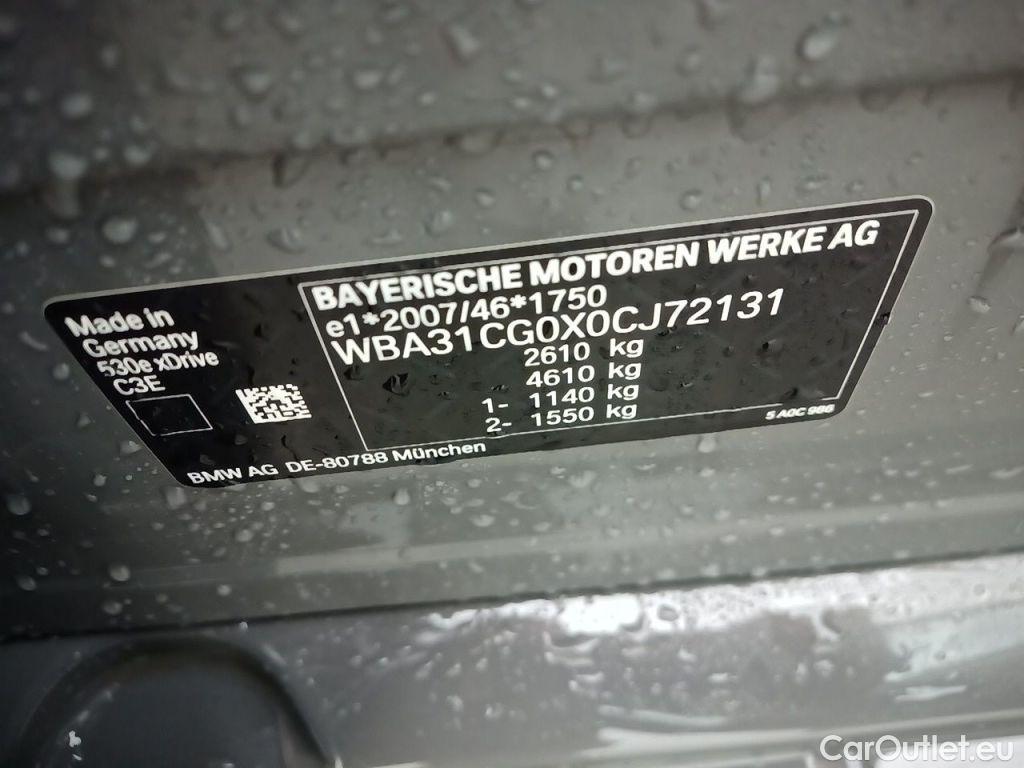 BAYERISCHE MOTOREN WERKE AG
e1*2007/46*1750
WBA31CG0X0CJ72131
2610 kg
4610 kg
1- 1140 kg
2- 1550 kg
5 A0C 986
Made in
Germany
530e xDrive
C3E
BMW AG DE-80788 München
CarOutlet.eu